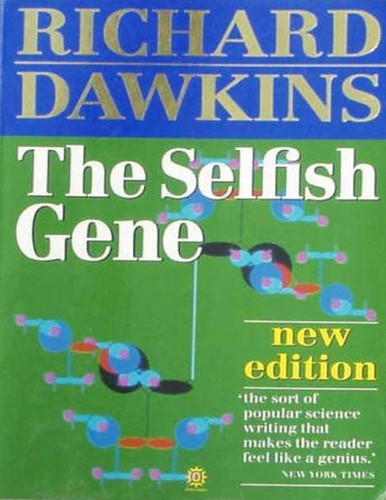 RICHARD
DAWKINS
The Selfish
Gene
new
edition
'the sort of
popular science
writing that
makes the reader
feel like a genius.'
NEW YORK TIMES